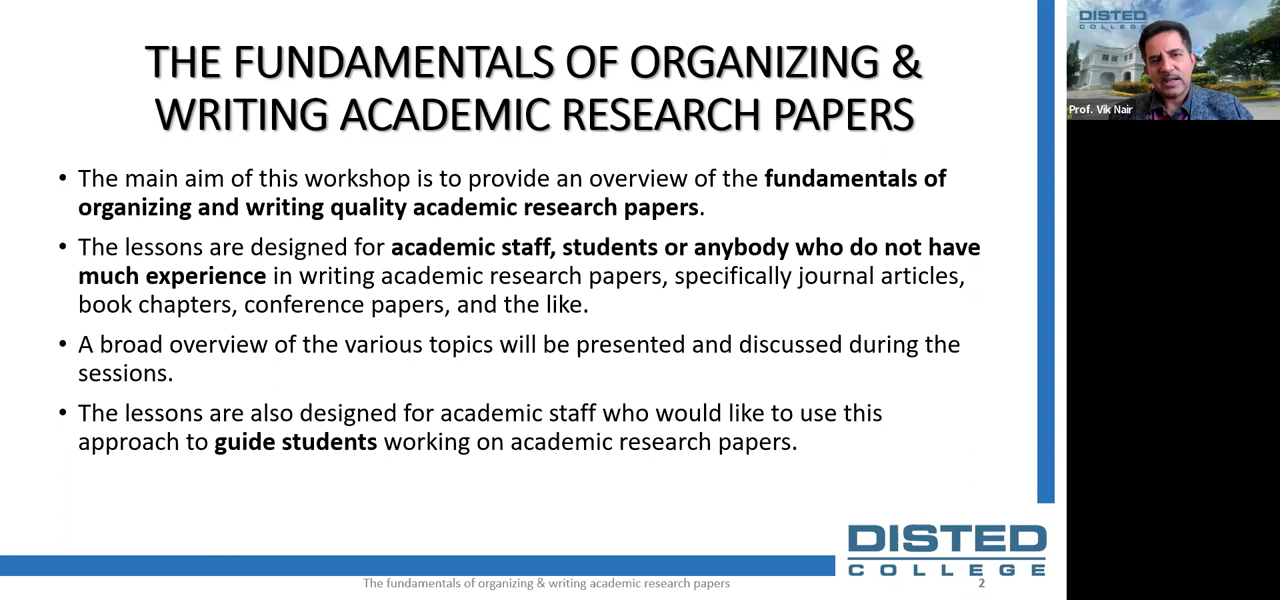 THE FUNDAMENTALS OF ORGANIZING &
WRITING ACADEMIC RESEARCH PAPERS
• The main aim of this workshop is to provide an overview of the fundamentals of
organizing and writing quality academic research papers.
• The lessons are designed for academic staff, students or anybody who do not have
much experience in writing academic research papers, specifically journal articles,
book chapters, conference papers, and the like.
• A broad overview of the various topics will be presented and discussed during the
sessions.
• The lessons are also designed for academic staff who would like to use this
approach to guide students working on academic research papers.
DISTED
COLLEGE
The fundamentals of organizing & writing academic research papers
2
DISTED
COLLEGE
Prof. Vik Nair